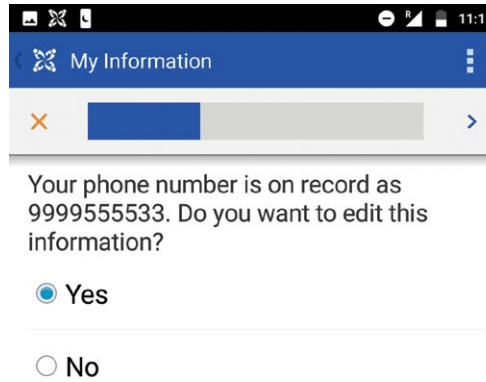 R 11:1
My Information
Your phone number is on record as
9999555533. Do you want to edit this
information?
Yes
No